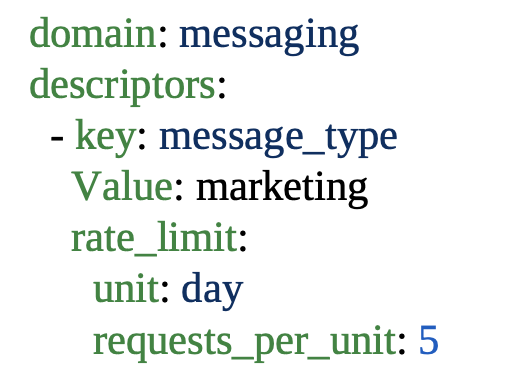 domain: messaging
descriptors:
  - key: message_type
    Value: marketing
    rate_limit:
      unit: day
      requests_per_unit: 5